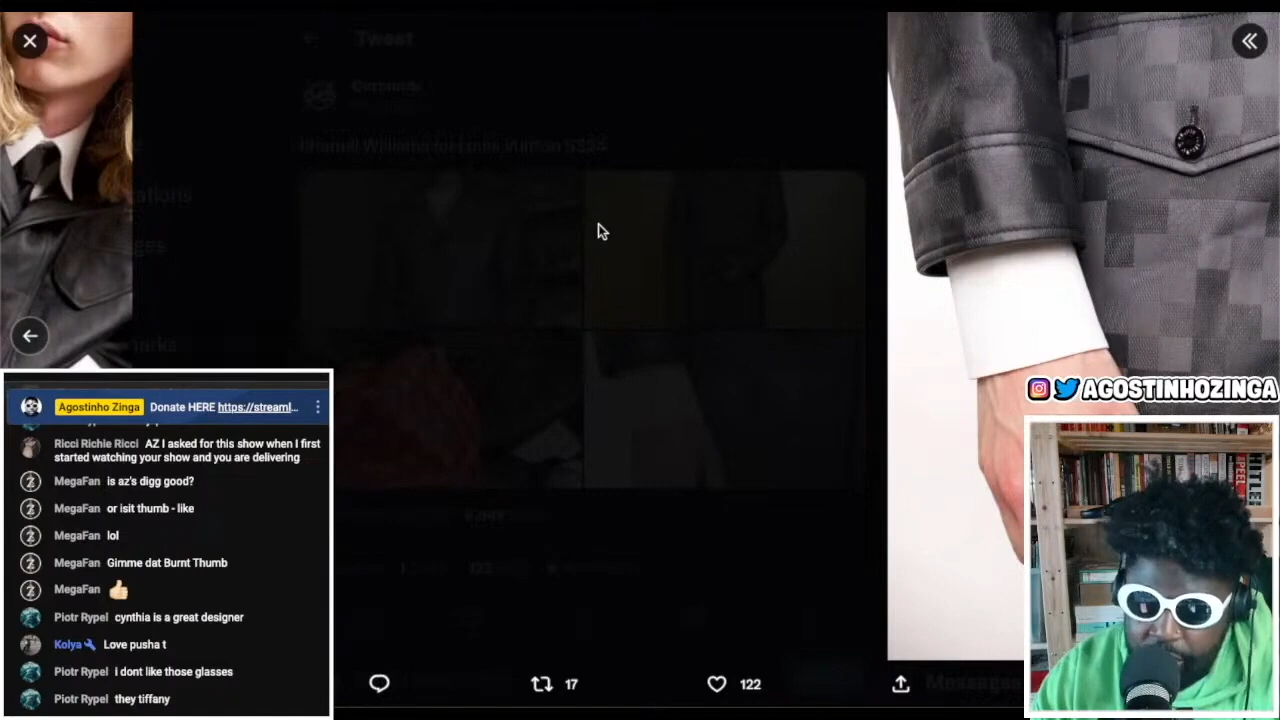 Tweet
Agostinho Zinga Donate HERE https://streaml...
Ricci Richie Ricci AZ I asked for this show when I first
started watching your show and you are delivering
MegaFan is az's digg good?
MegaFan or isit thumb - like
MegaFan lol
MegaFan Gimme dat Burnt Thumb
MegaFan 👍🏻
Piotr Rypel cynthia is a great designer
Kolya Love pusha t
Piotr Rypel i dont like those glasses
Piotr Rypel they tiffany
17
122
AGOSTINHOZINGA